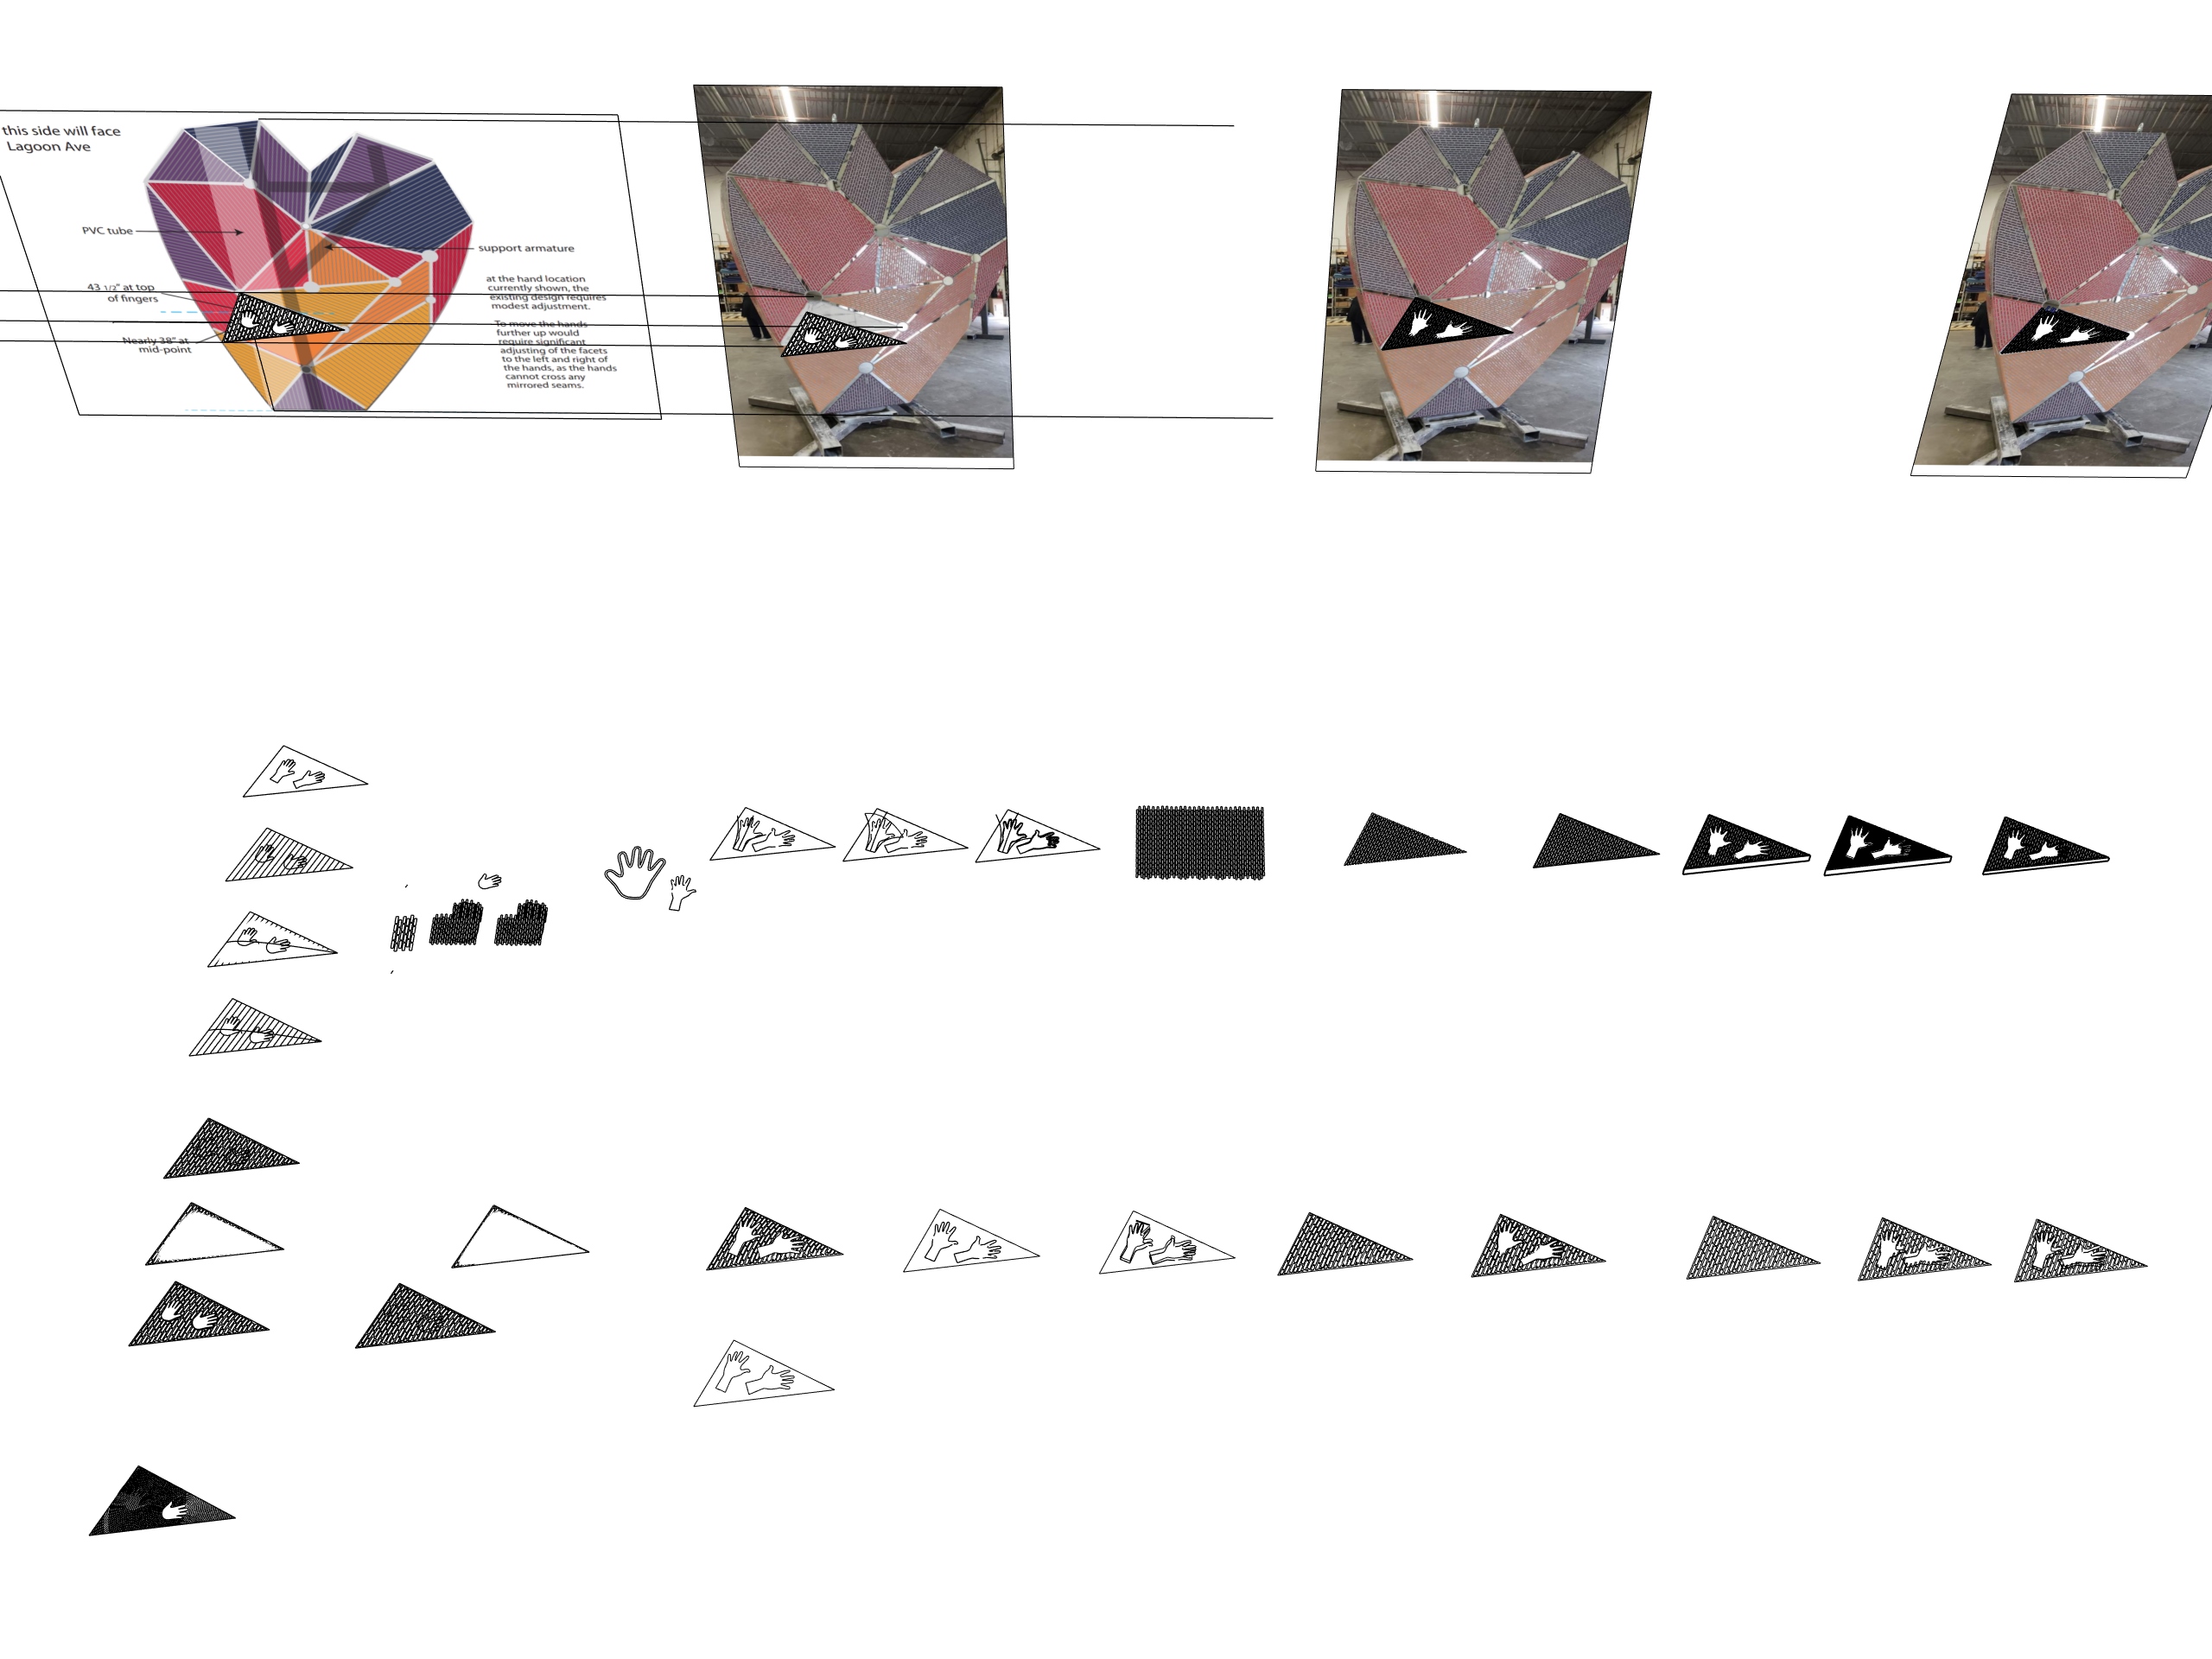 this side will face
Lagoon Ave
PVC tube
support armature
43 1/2" at top
of fingers
at the hand location
currently shown, the
existing design requires
modest adjustment.
Nearly 38" at
mid-point
To move the hands
further up would
require significant
adjusting of the facets
to the left and right of
the hands, as the hands
cannot cross any
mirrored seams.